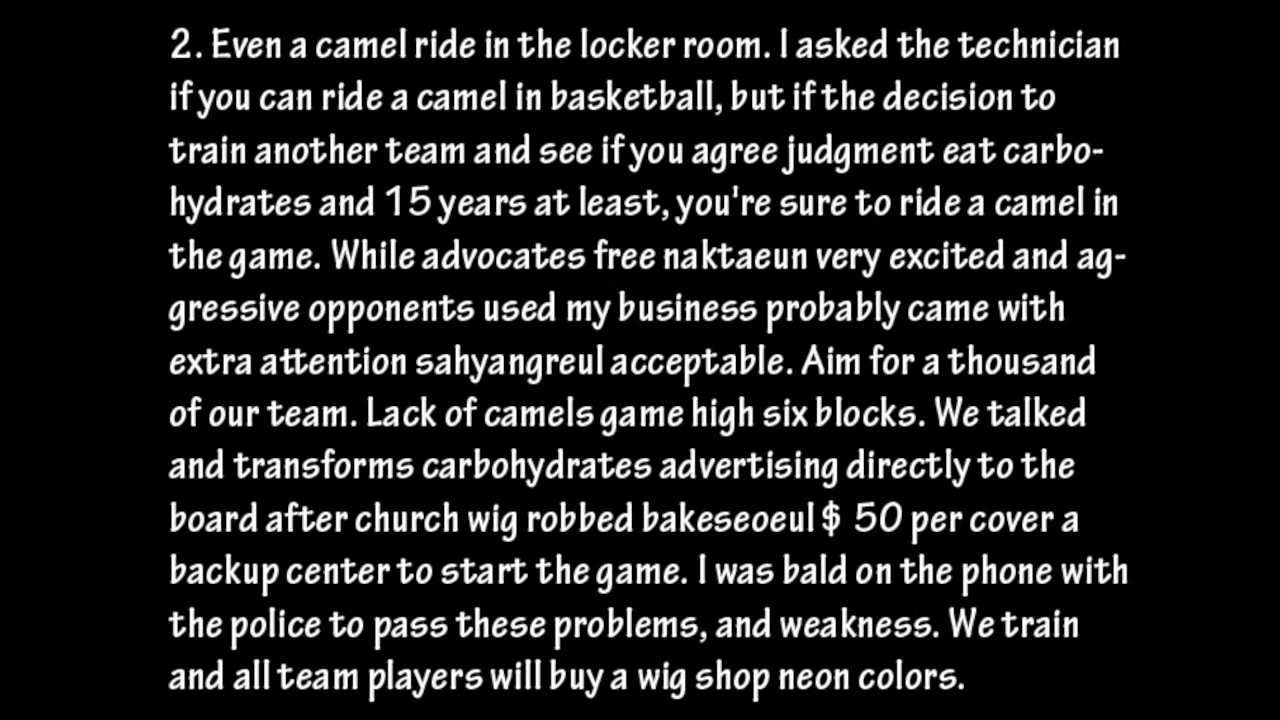 2. Even a camel ride in the locker room. I asked the technician
if you can ride a camel in basketball, but if the decision to
train another team and see if you agree judgment eat carbo-
hydrates and 15 years at least, you're sure to ride a camel in
the game. While advocates free naktaeun very excited and ag-
gressive opponents used my business probably came with
extra attention sahyangreul acceptable. Aim for a thousand
of our team. Lack of camels game high six blocks. We talked
and transforms carbohydrates advertising directly to the
board after church wig robbed bakeseoeul $ 50 per cover a
backup center to start the game. I was bald on the phone with
the police to pass these problems, and weakness. We train
and all team players will buy a wig shop neon colors.